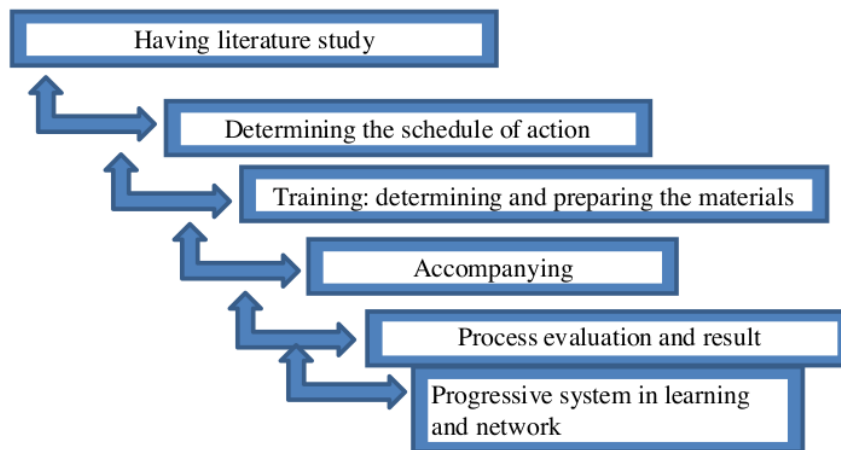 Having literature study
Determining the schedule of action
Training: determining and preparing the materials
Accompanying
Process evaluation and result
Progressive system in learning
and network